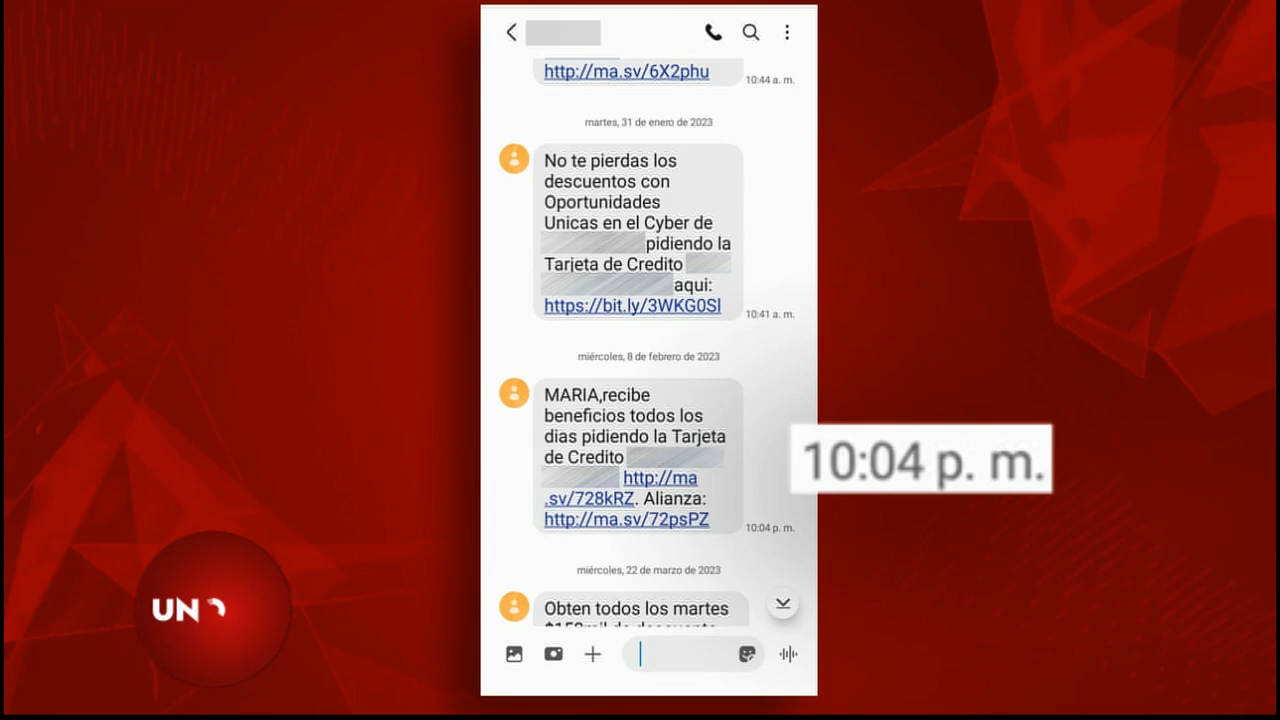 http://ma.sv/6X2phu
10:44 a. m.
martes, 31 de enero de 2023
No te pierdas los
descuentos con
Oportunidades
Unicas en el Cyber de
pidiendo la
Tarjeta de Credito
aqui:
https://bit.ly/3WKG0Sl
10:41 a. m.
miércoles, 8 de febrero de 2023
MARIA,recibe
beneficios todos los
dias pidiendo la Tarjeta
de Credito
http://ma
.sv/728kRZ. Alianza:
http://ma.sv/72psPZ
10:04 p. m.
10:04 p. m.
miércoles, 22 de marzo de 2023
Obten todos los martes
UN